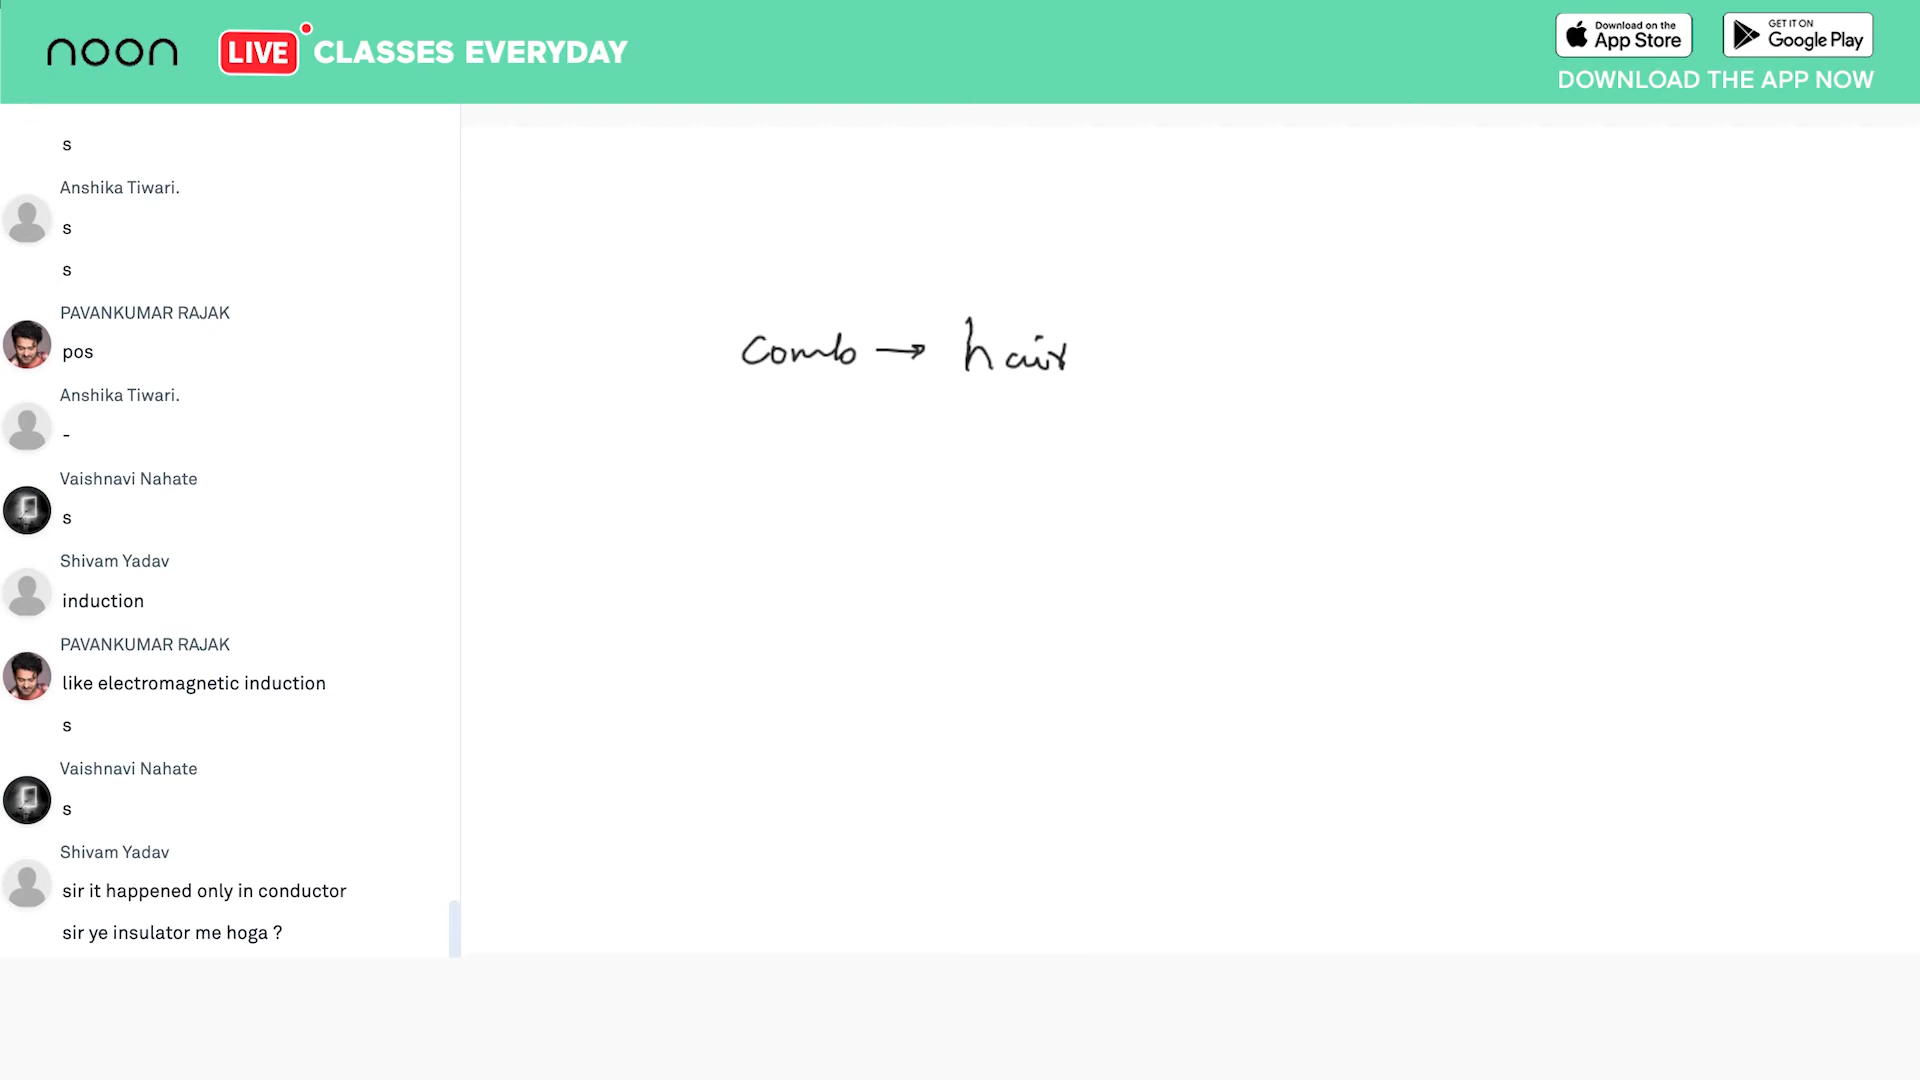 noon LIVE CLASSES EVERYDAY
Download on the App Store
GET IT ON Google Play
DOWNLOAD THE APP NOW
s
Anshika Tiwari.
s
s
PAVANKUMAR RAJAK
pos
Anshika Tiwari.
-
Vaishnavi Nahate
s
Shivam Yadav
induction
PAVANKUMAR RAJAK
like electromagnetic induction
s
Vaishnavi Nahate
s
Shivam Yadav
sir it happened only in conductor
sir ye insulator me hoga ?
comb → hair